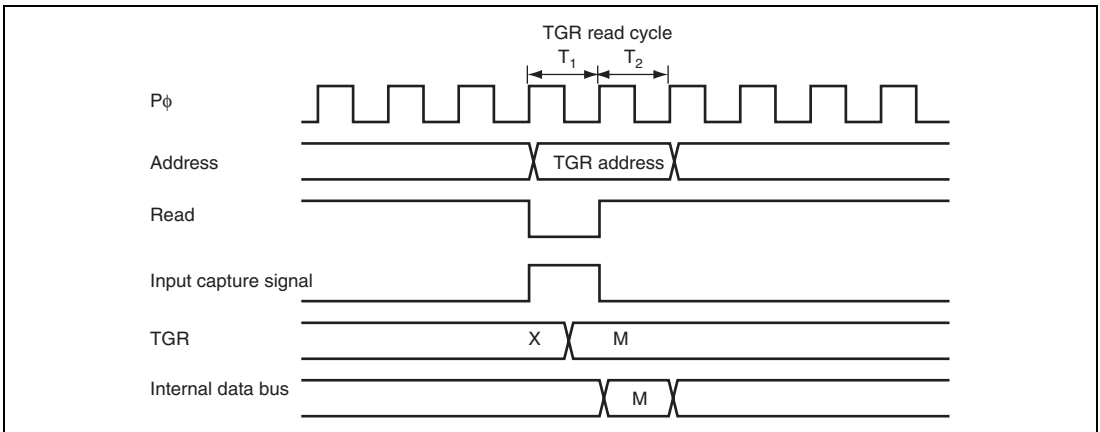 TGR read cycle
T1 T2
Pϕ
Address
TGR address
Read
Input capture signal
TGR
X
M
Internal data bus
M